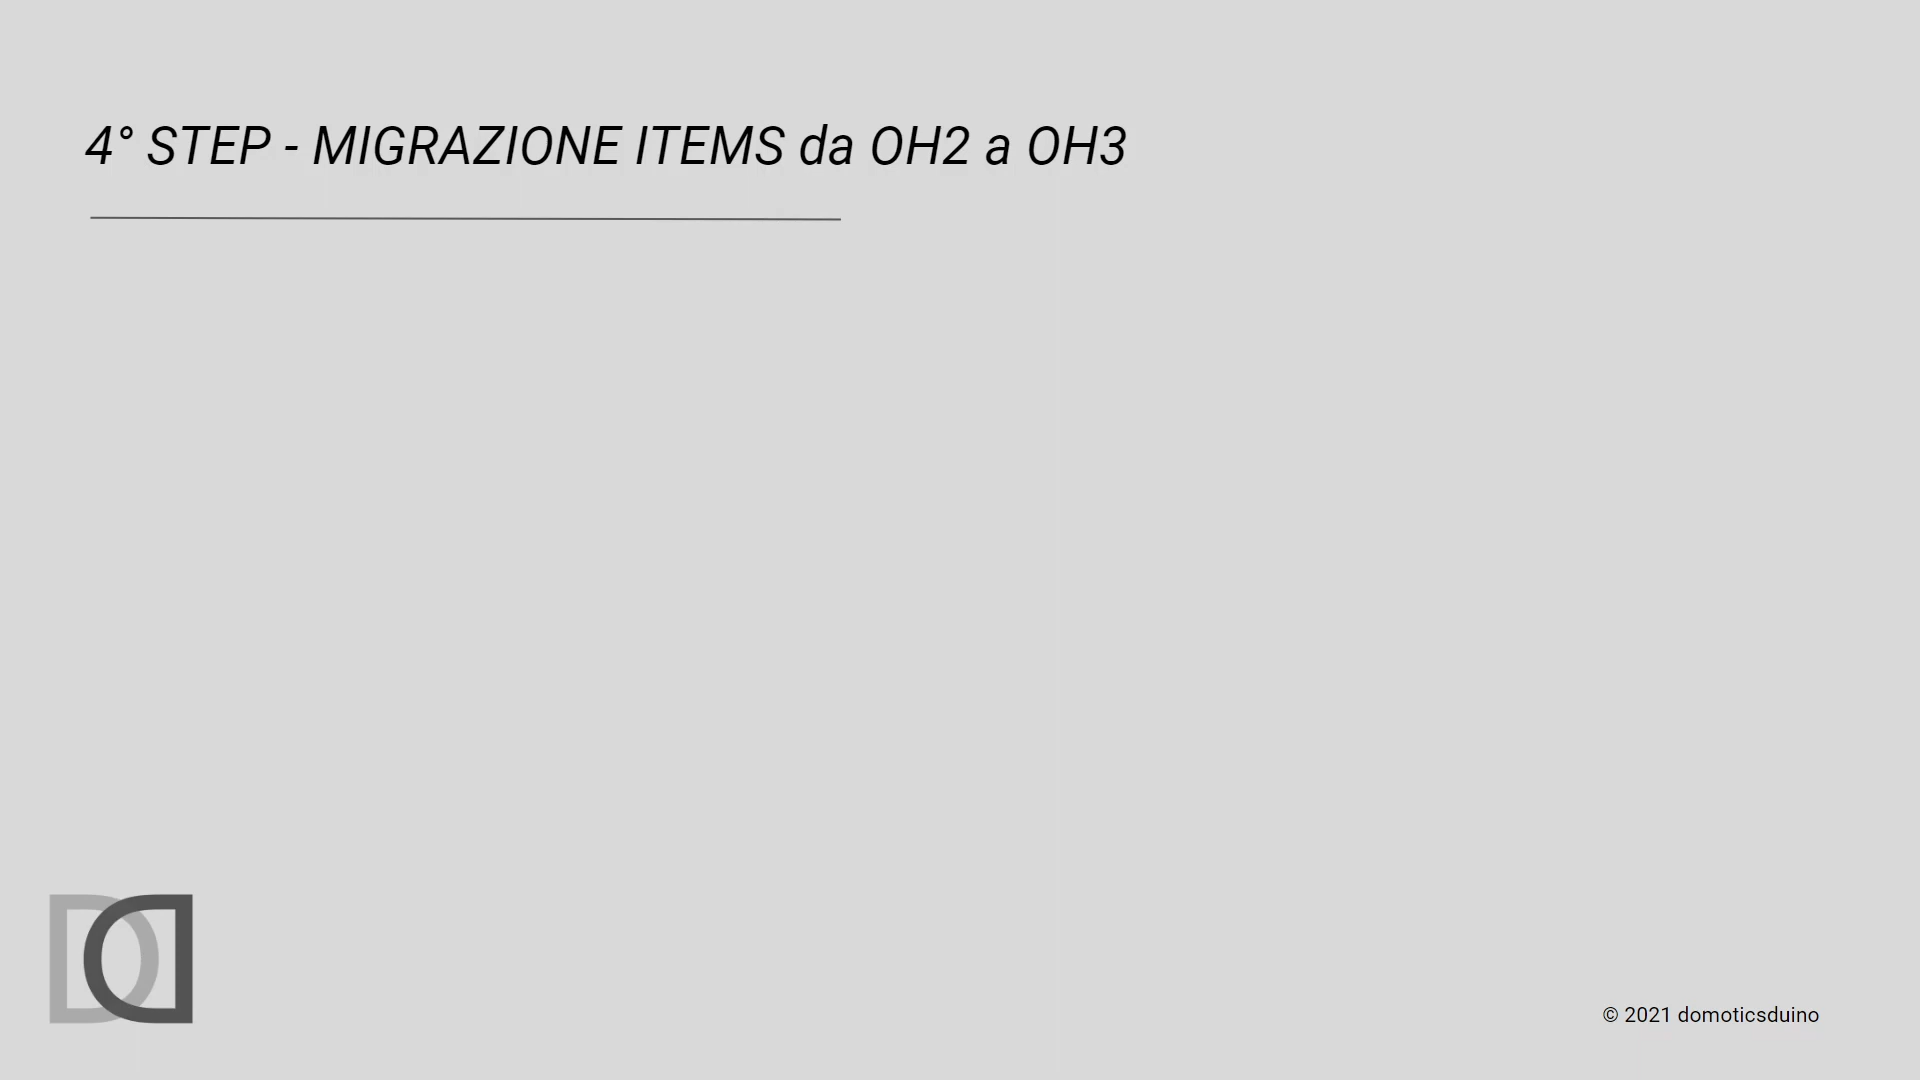 4° STEP - MIGRAZIONE ITEMS da OH2 a OH3
© 2021 domoticsduino